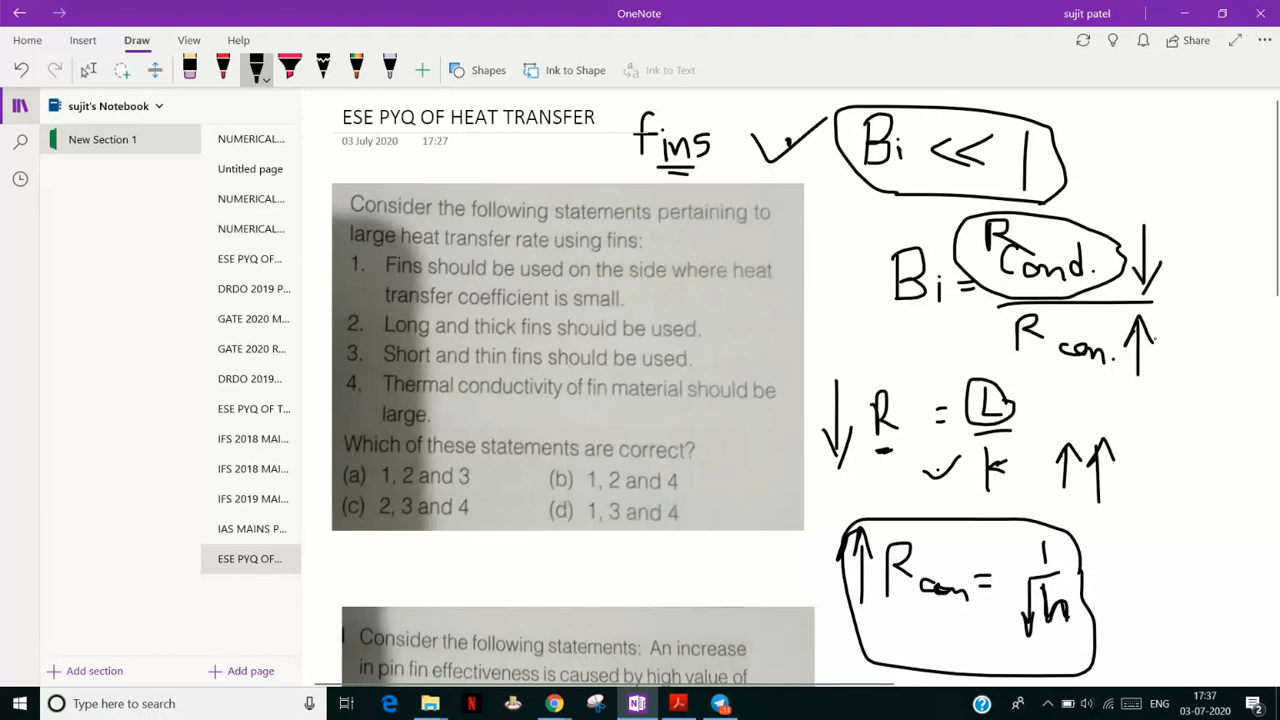 OneNote
sujit patel
Home Insert Draw View Help
Share
Shapes
Ink to Shape
Ink to Text
sujit's Notebook
New Section 1
NUMERICAL...
Untitled page
NUMERICAL...
NUMERICAL...
ESE PYQ OF...
DRDO 2019 P...
GATE 2020 M...
GATE 2020 R...
DRDO 2019...
ESE PYQ OF T...
IFS 2018 MAI...
IFS 2018 MAI...
IFS 2019 MAI...
IAS MAINS P...
ESE PYQ OF...
Add section
Add page
ESE PYQ OF HEAT TRANSFER
03 July 2020 17:27
Consider the following statements pertaining to
large heat transfer rate using fins:
1. Fins should be used on the side where heat
transfer coefficient is small.
2. Long and thick fins should be used.
3. Short and thin fins should be used.
4. Thermal conductivity of fin material should be
large.
Which of these statements are correct?
(a) 1, 2 and 3 (b) 1, 2 and 4
(c) 2, 3 and 4 (d) 1, 3 and 4
Consider the following statements: An increase
in pin fin effectiveness is caused by high value of
fins ✓ Bi << 1
Bi = R cond. ↓
R con. ↑
↓ R = L
✓ k ↑↑
↑ R con = 1
↓ h
Type here to search
ENG
17:37
03-07-2020
2